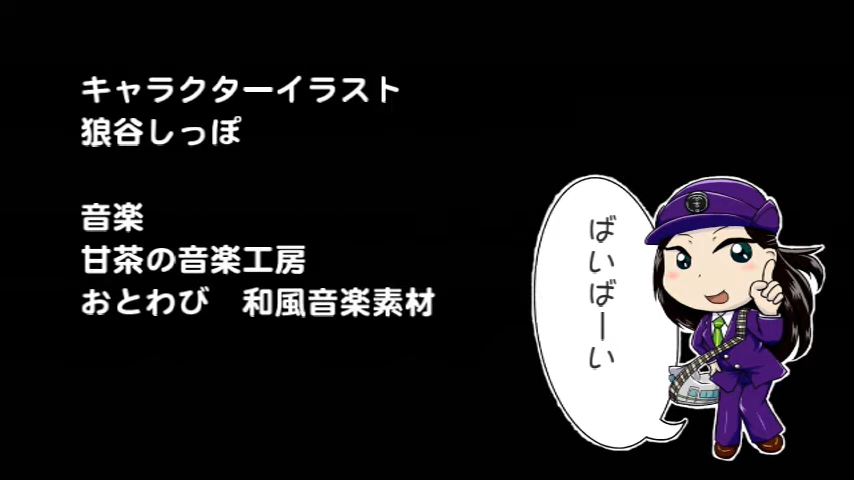 キャラクターイラスト
狼谷しっぽ
音楽
甘茶の音楽工房
おとわび　和風音楽素材
ばいばーい